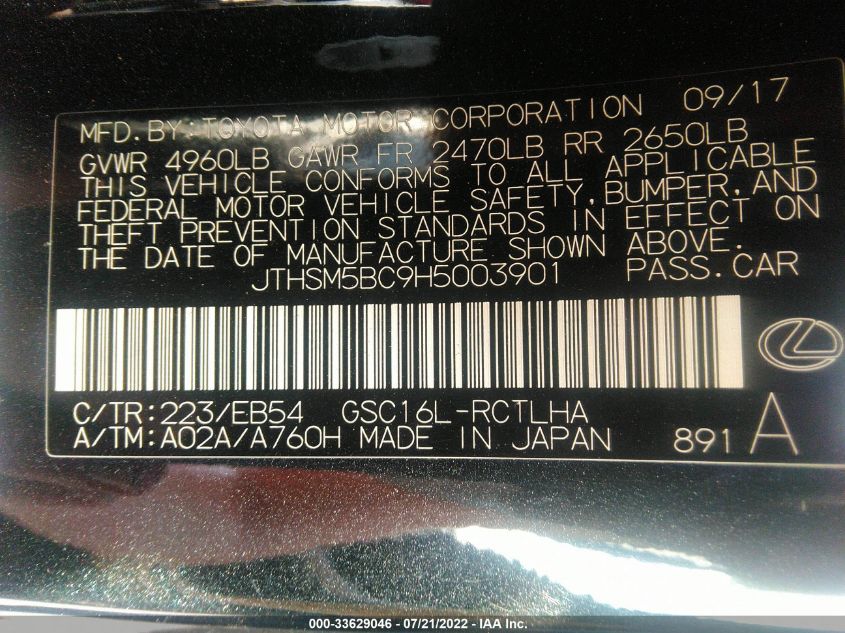 MFD. BY: TOYOTA MOTOR CORPORATION 09/17
GVWR 4960LB GAWR FR 2470LB RR 2650LB
THIS VEHICLE CONFORMS TO ALL APPLICABLE
FEDERAL MOTOR VEHICLE SAFETY, BUMPER, AND
THEFT PREVENTION STANDARDS IN EFFECT ON
THE DATE OF MANUFACTURE SHOWN ABOVE.
JTHSM5BC9H5003901 PASS. CAR
C/TR: 223/EB54 GSC16L-RCTLHA
A/TM: A02A/A760H MADE IN JAPAN 891 A
000-33629046 - 07/21/2022 - IAA Inc.